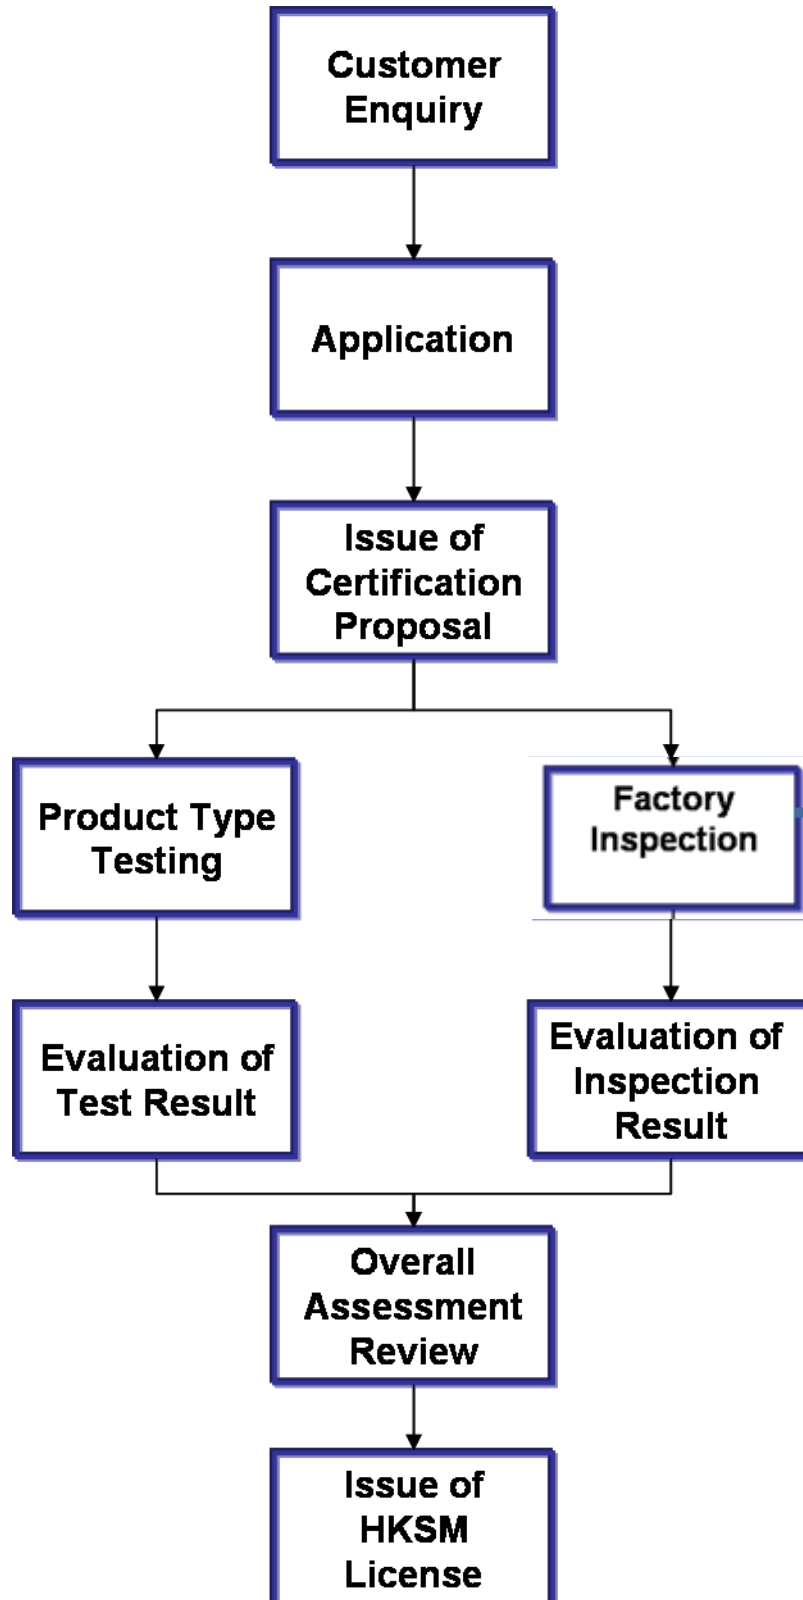 Customer
Enquiry
Application
Issue of
Certification
Proposal
Product Type
Testing
Factory
Inspection
Evaluation of
Test Result
Evaluation of
Inspection
Result
Overall
Assessment
Review
Issue of
HKSM
License